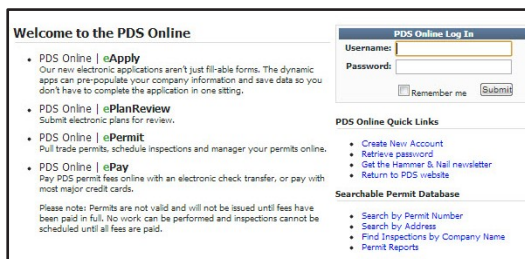 Welcome to the PDS Online
PDS Online | eApply
Our new electronic applications aren't just fill-able forms. The dynamic
apps can pre-populate your company information and save data so you
don't have to complete the application in one sitting.
PDS Online | ePlanReview
Submit electronic plans for review.
PDS Online | ePermit
Pull trade permits, schedule inspections and manager your permits online.
PDS Online | ePay
Pay PDS permit fees online with an electronic check transfer, or pay with
most major credit cards.
Please note: Permits are not valid and will not be issued until fees have
been paid in full. No work can be performed and inspections cannot be
scheduled until all fees are paid.
PDS Online Log In
Username:
Password:
Remember me
Submit
PDS Online Quick Links
Create New Account
Retrieve password
Get the Hammer & Nail newsletter
Return to PDS website
Searchable Permit Database
Search by Permit Number
Search by Address
Find Inspections by Company Name
Permit Reports